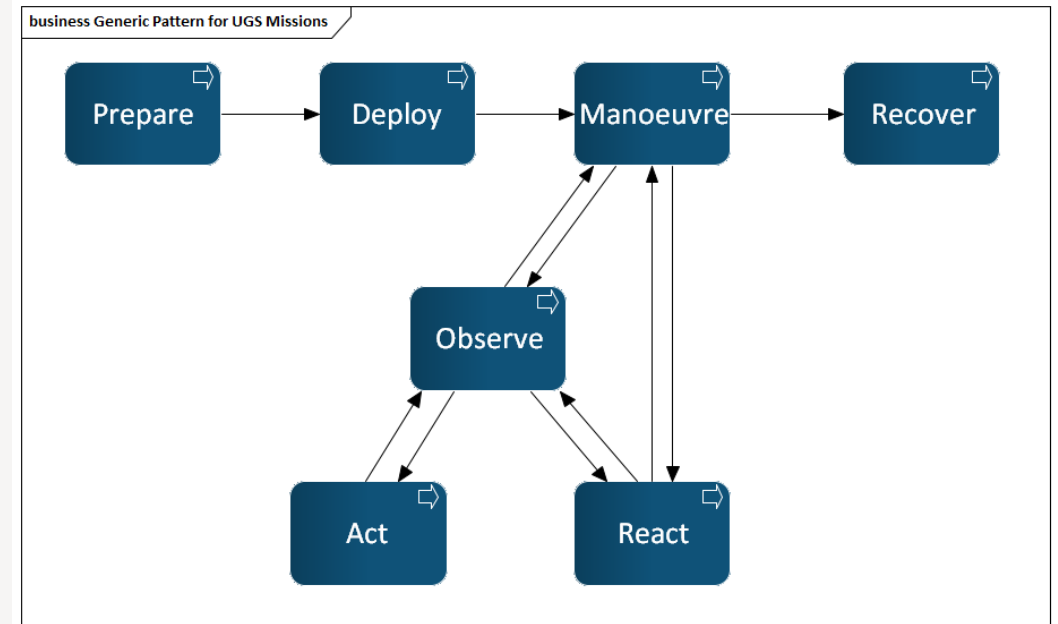 business Generic Pattern for UGS Missions
Prepare
Deploy
Manoeuvre
Recover
Observe
Act
React